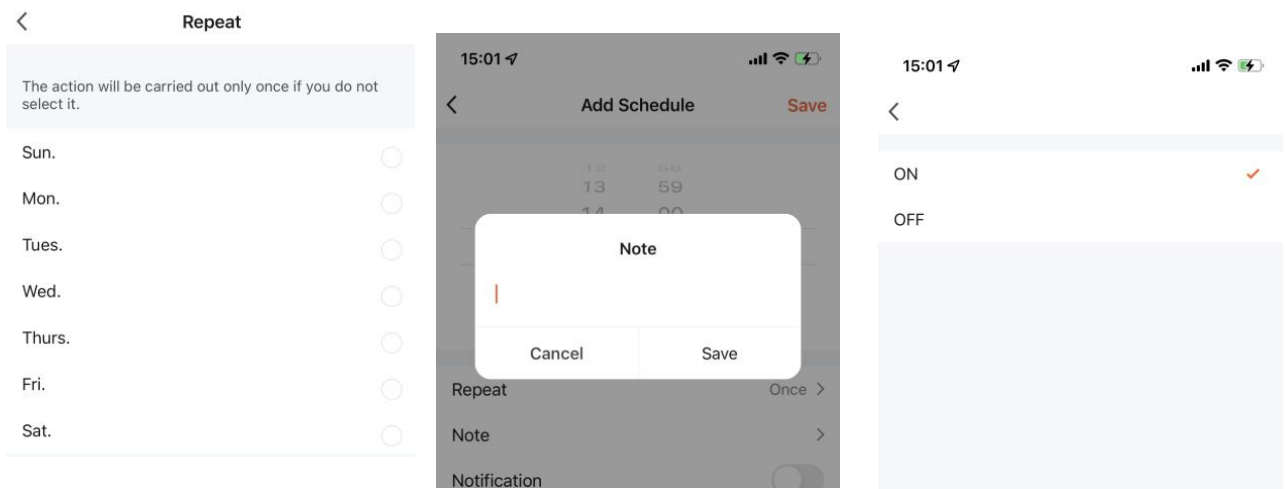 Repeat
The action will be carried out only once if you do not
select it.
Sun.
Mon.
Tues.
Wed.
Thurs.
Fri.
Sat.
15:01
Add Schedule
Save
12 58
13 59
14 00
Note
Cancel Save
Repeat Once
Note
Notification
15:01
ON
OFF